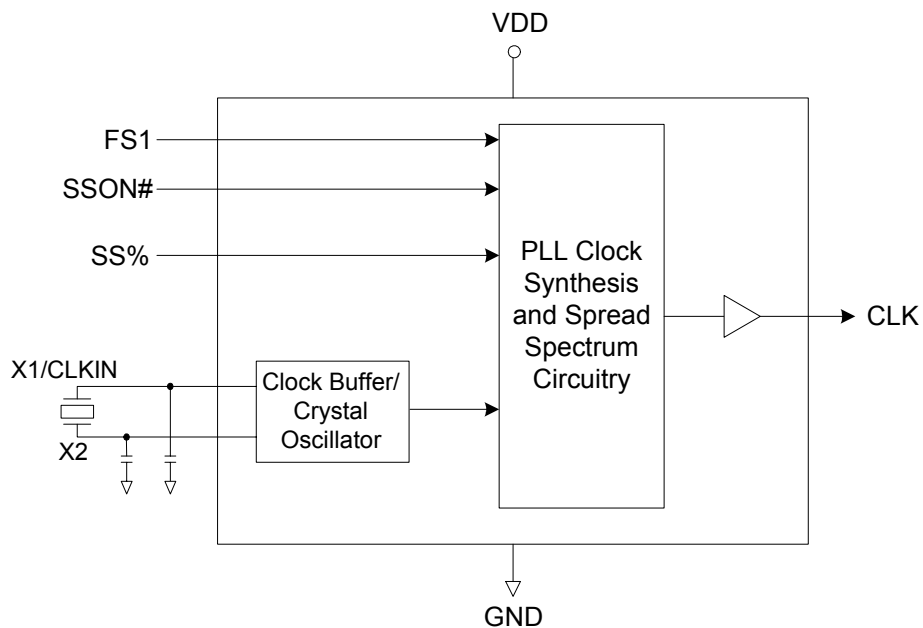 VDD
FS1
SSON#
SS%
PLL Clock
Synthesis
and Spread
Spectrum
Circuitry
CLK
X1/CLKIN
X2
Clock Buffer/
Crystal
Oscillator
GND